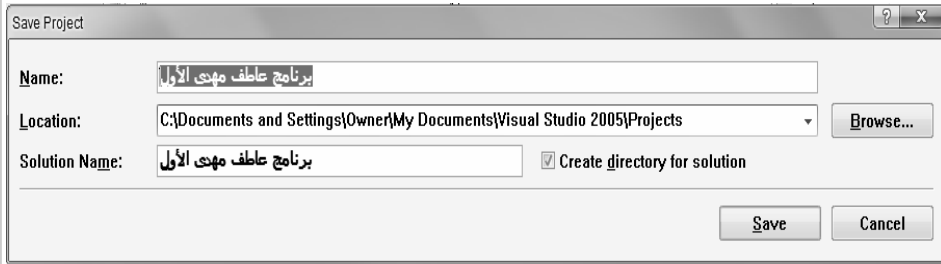 Save Project
Name: برنامج عاطف مهدى الأول
Location: C:\Documents and Settings\Owner\My Documents\Visual Studio 2005\Projects Browse...
Solution Name: برنامج عاطف مهدى الأول Create directory for solution
Save Cancel